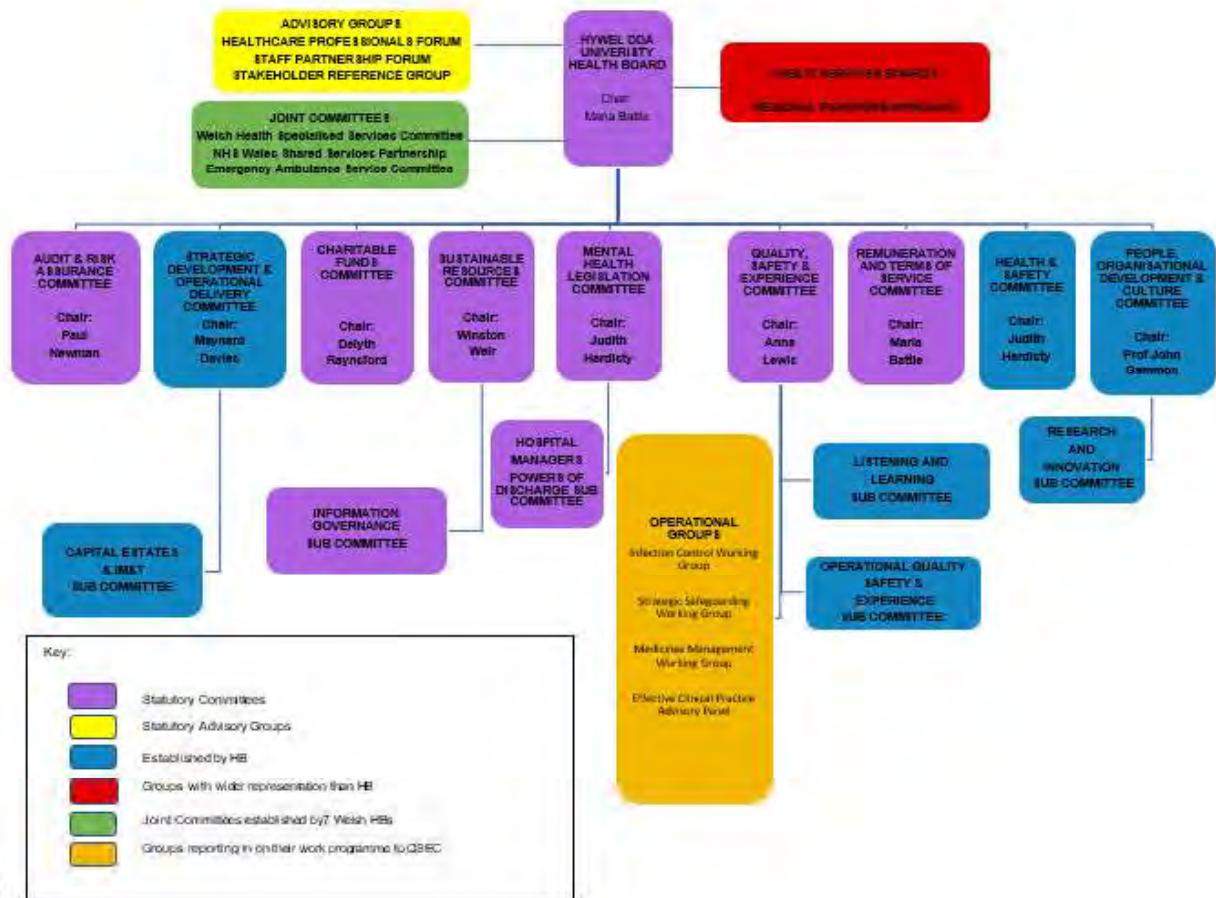 ADVISORY GROUPS
HEALTHCARE PROFESSIONALS FORUM
STAFF PARTNERSHIP FORUM
STAKEHOLDER REFERENCE GROUP
HYWEL DDA
UNIVERISTY
HEALTH BOARD
Chair:
Maria Battle
JOINT COMMITTEES
Welsh Health Specialised Services Committee
NHS Wales Shared Services Partnership
Emergency Ambulance Service Committee
AUDIT & RISK
ASSURANCE
COMMITTEE
Chair:
Paul
Newman
STRATEGIC
DEVELOPMENT &
OPERATIONAL
DELIVERY
COMMITTEE
Chair:
Maynard
Davies
CHARITABLE
FUNDS
COMMITTEE
Chair:
Delyth
Raynsford
SUSTAINABLE
RESOURCES
COMMITTEE
Chair:
Winston
Weir
MENTAL
HEALTH
LEGISLATION
COMMITTEE
Chair:
Judith
Hardisty
QUALITY,
SAFETY &
EXPERIENCE
COMMITTEE
Chair:
Anna
Lewis
REMUNERATION
AND TERMS OF
SERVICE
COMMITTEE
Chair:
Maria
Battle
HEALTH &
SAFETY
COMMITTEE
Chair:
Judith
Hardisty
PEOPLE,
ORGANISATIONAL
DEVELOPMENT &
CULTURE
COMMITTEE
Chair:
Prof John
Gammon
HOSPITAL
MANAGERS
POWERS OF
DISCHARGE SUB
COMMITTEE
INFORMATION
GOVERNANCE
SUB COMMITTEE
CAPITAL ESTATES
& IM&T
SUB COMMITTEE
OPERATIONAL
GROUPS
Infection Control Working
Group
Strategic Safeguarding
Working Group
Medicines Management
Working Group
Effective Clinical Practice
Advisory Panel
LISTENING AND
LEARNING
SUB COMMITTEE
OPERATIONAL QUALITY
SAFETY &
EXPERIENCE
SUB COMMITTEE
RESEARCH
AND
INNOVATION
SUB COMMITTEE
Key:
Statutory Committees
Statutory Advisory Groups
Established by HB
Groups with wider representation than HB
Joint Committees established by 7 Welsh HBs
Groups reporting in on their work programme to QSEC